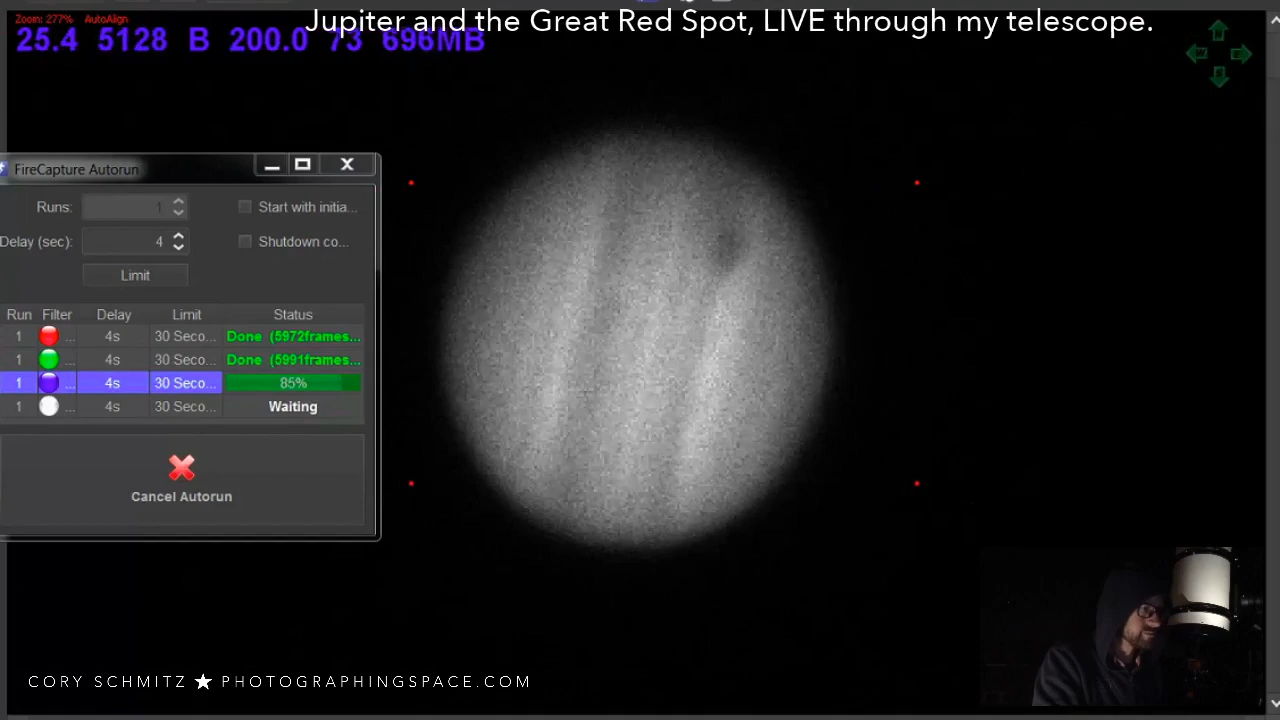 Jupiter and the Great Red Spot, LIVE through my telescope.
Zoom: 277% AutoAlign
25.4 5128 B 200.0 73 696MB
FireCapture Autorun
Runs: 1 Start with initia...
Delay (sec): 4 Shutdown co...
Limit
Run Filter Delay Limit Status
1 ... 4s 30 Seco... Done (5972frames...
1 ... 4s 30 Seco... Done (5991frames...
1 ... 4s 30 Seco... 85%
1 ... 4s 30 Seco... Waiting
Cancel Autorun
CORY SCHMITZ ★ PHOTOGRAPHINGSPACE.COM